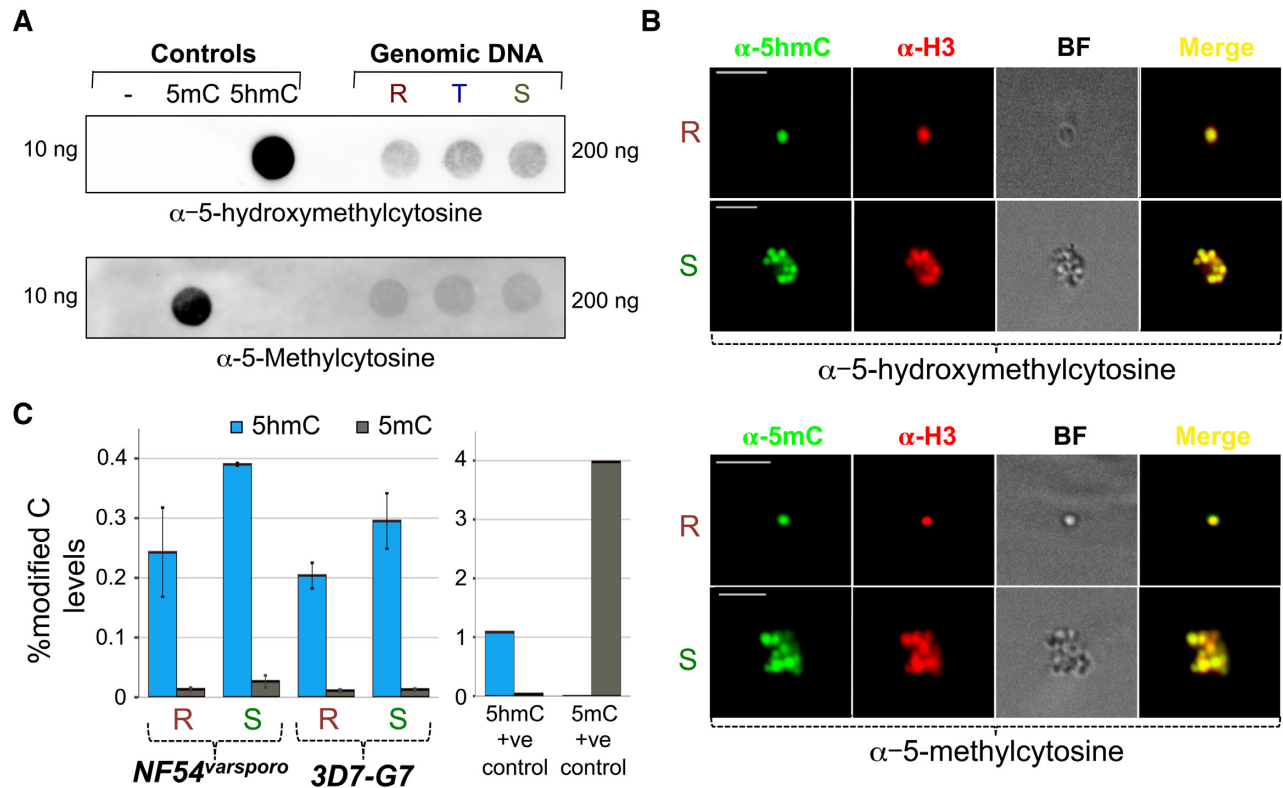 A
Controls
Genomic DNA
- 5mC 5hmC R T S
10 ng
200 ng
α−5-hydroxymethylcytosine
10 ng
200 ng
α-5-Methylcytosine
B
α-5hmC α-H3 BF Merge
R
S
α−5-hydroxymethylcytosine
α-5mC α-H3 BF Merge
R
S
α−5-methylcytosine
C
5hmC 5mC
%modified C
levels
0.4
0.3
0.2
0.1
0
R S R S
NF54varsporo 3D7-G7
4
3
2
1
0
5hmC
+ve
control
5mC
+ve
control